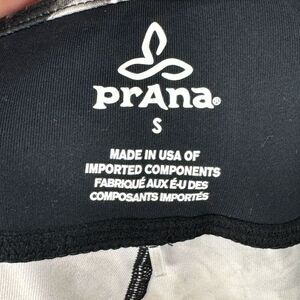 prAna®
S
MADE IN USA OF
IMPORTED COMPONENTS
FABRIQUÉ AUX É-U DES
COMPOSANTS IMPORTÉS